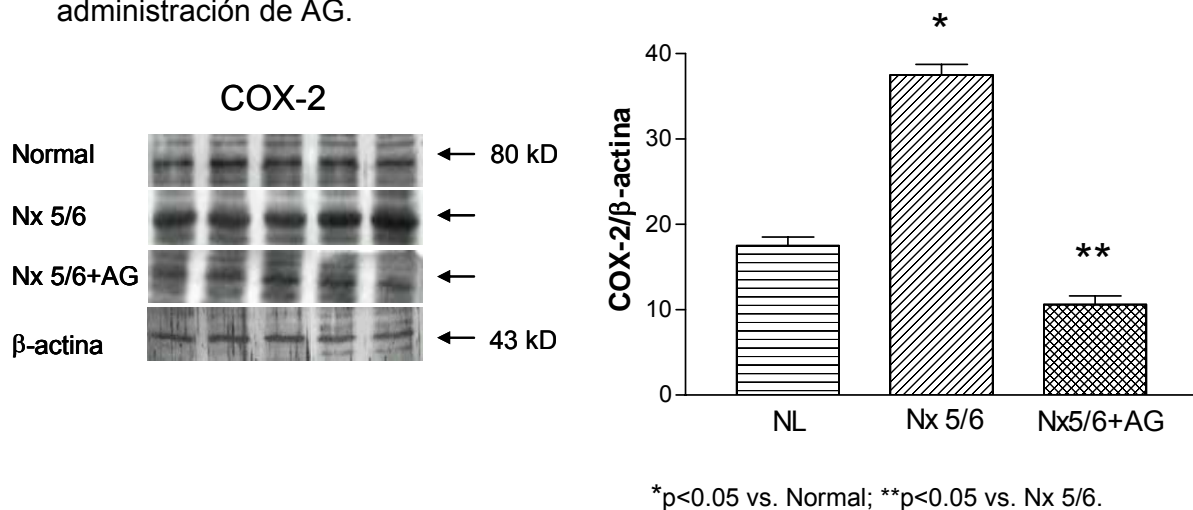 administración de AG.
COX-2
Normal
80 kD
Nx 5/6
Nx 5/6+AG
β-actina
43 kD
*
**
COX-2/β-actina
40
30
20
10
0
NL
Nx 5/6
Nx5/6+AG
*p<0.05 vs. Normal; **p<0.05 vs. Nx 5/6.